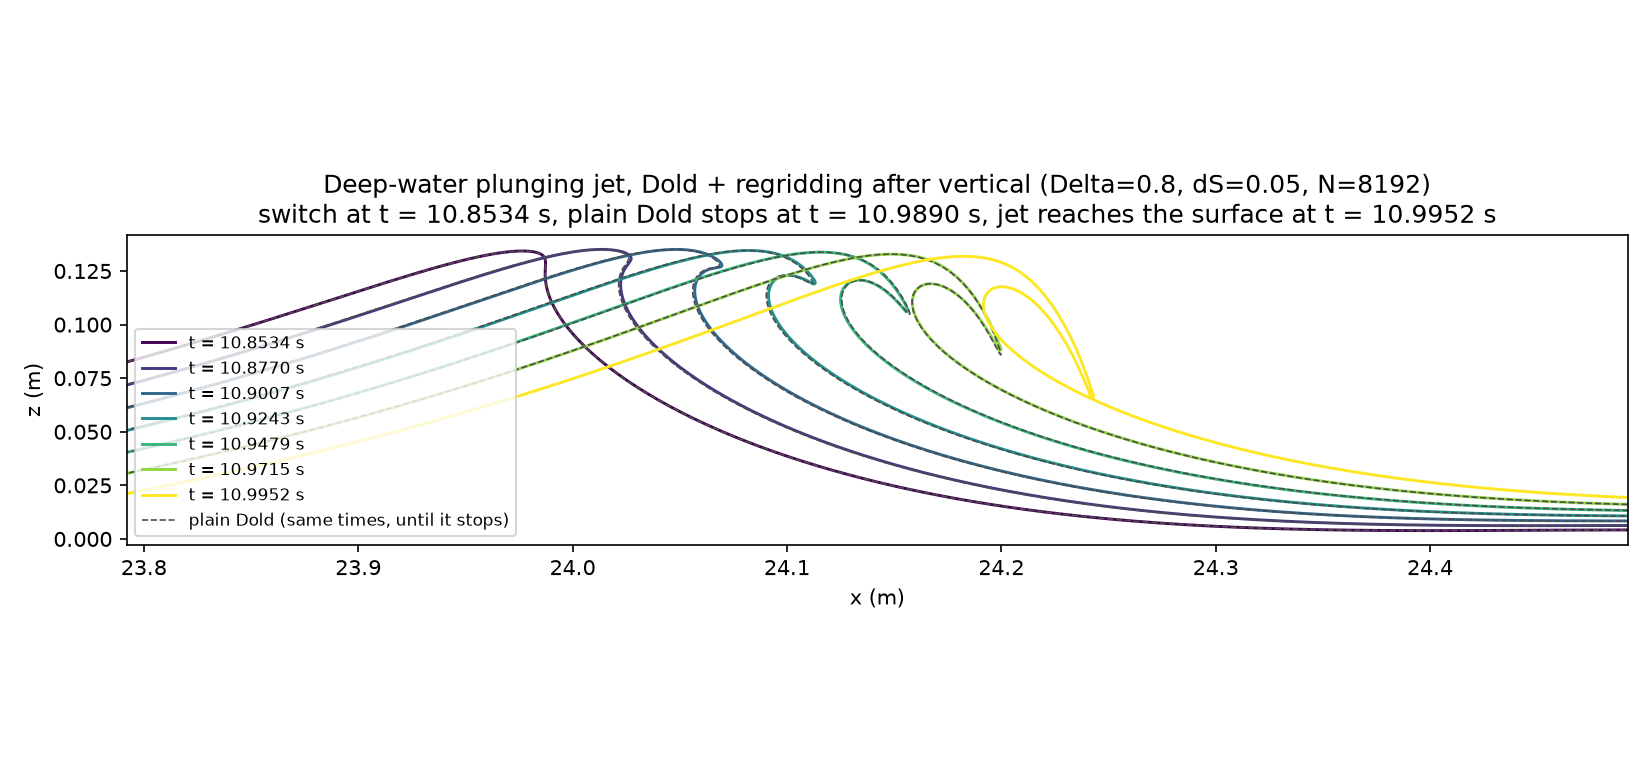 Deep-water plunging jet, Dold + regridding after vertical (Delta=0.8, dS=0.05, N=8192)
switch at t = 10.8534 s, plain Dold stops at t = 10.9890 s, jet reaches the surface at t = 10.9952 s
z (m)
0.125
0.100
0.075
0.050
0.025
0.000
t = 10.8534 s
t = 10.8770 s
t = 10.9007 s
t = 10.9243 s
t = 10.9479 s
t = 10.9715 s
t = 10.9952 s
plain Dold (same times, until it stops)
23.8 23.9 24.0 24.1 24.2 24.3 24.4
x (m)